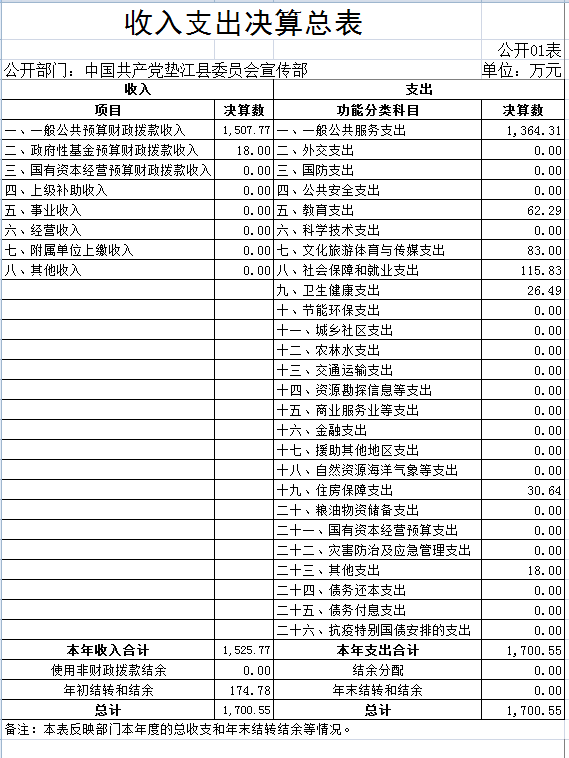 收入支出决算总表
公开01表
公开部门：中国共产党垫江县委员会宣传部 单位：万元
收入 支出
项目 决算数 功能分类科目 决算数
一、一般公共预算财政拨款收入 1,507.77 一、一般公共服务支出 1,364.31
二、政府性基金预算财政拨款收入 18.00 二、外交支出 0.00
三、国有资本经营预算财政拨款收入 0.00 三、国防支出 0.00
四、上级补助收入 0.00 四、公共安全支出 0.00
五、事业收入 0.00 五、教育支出 62.29
六、经营收入 0.00 六、科学技术支出 0.00
七、附属单位上缴收入 0.00 七、文化旅游体育与传媒支出 83.00
八、其他收入 0.00 八、社会保障和就业支出 115.83
九、卫生健康支出 26.49
十、节能环保支出 0.00
十一、城乡社区支出 0.00
十二、农林水支出 0.00
十三、交通运输支出 0.00
十四、资源勘探信息等支出 0.00
十五、商业服务业等支出 0.00
十六、金融支出 0.00
十七、援助其他地区支出 0.00
十八、自然资源海洋气象等支出 0.00
十九、住房保障支出 30.64
二十、粮油物资储备支出 0.00
二十一、国有资本经营预算支出 0.00
二十二、灾害防治及应急管理支出 0.00
二十三、其他支出 18.00
二十四、债务还本支出 0.00
二十五、债务付息支出 0.00
二十六、抗疫特别国债安排的支出 0.00
本年收入合计 1,525.77 本年支出合计 1,700.55
使用非财政拨款结余 0.00 结余分配 0.00
年初结转和结余 174.78 年末结转和结余 0.00
总计 1,700.55 总计 1,700.55
备注：本表反映部门本年度的总收支和年末结转结余等情况。